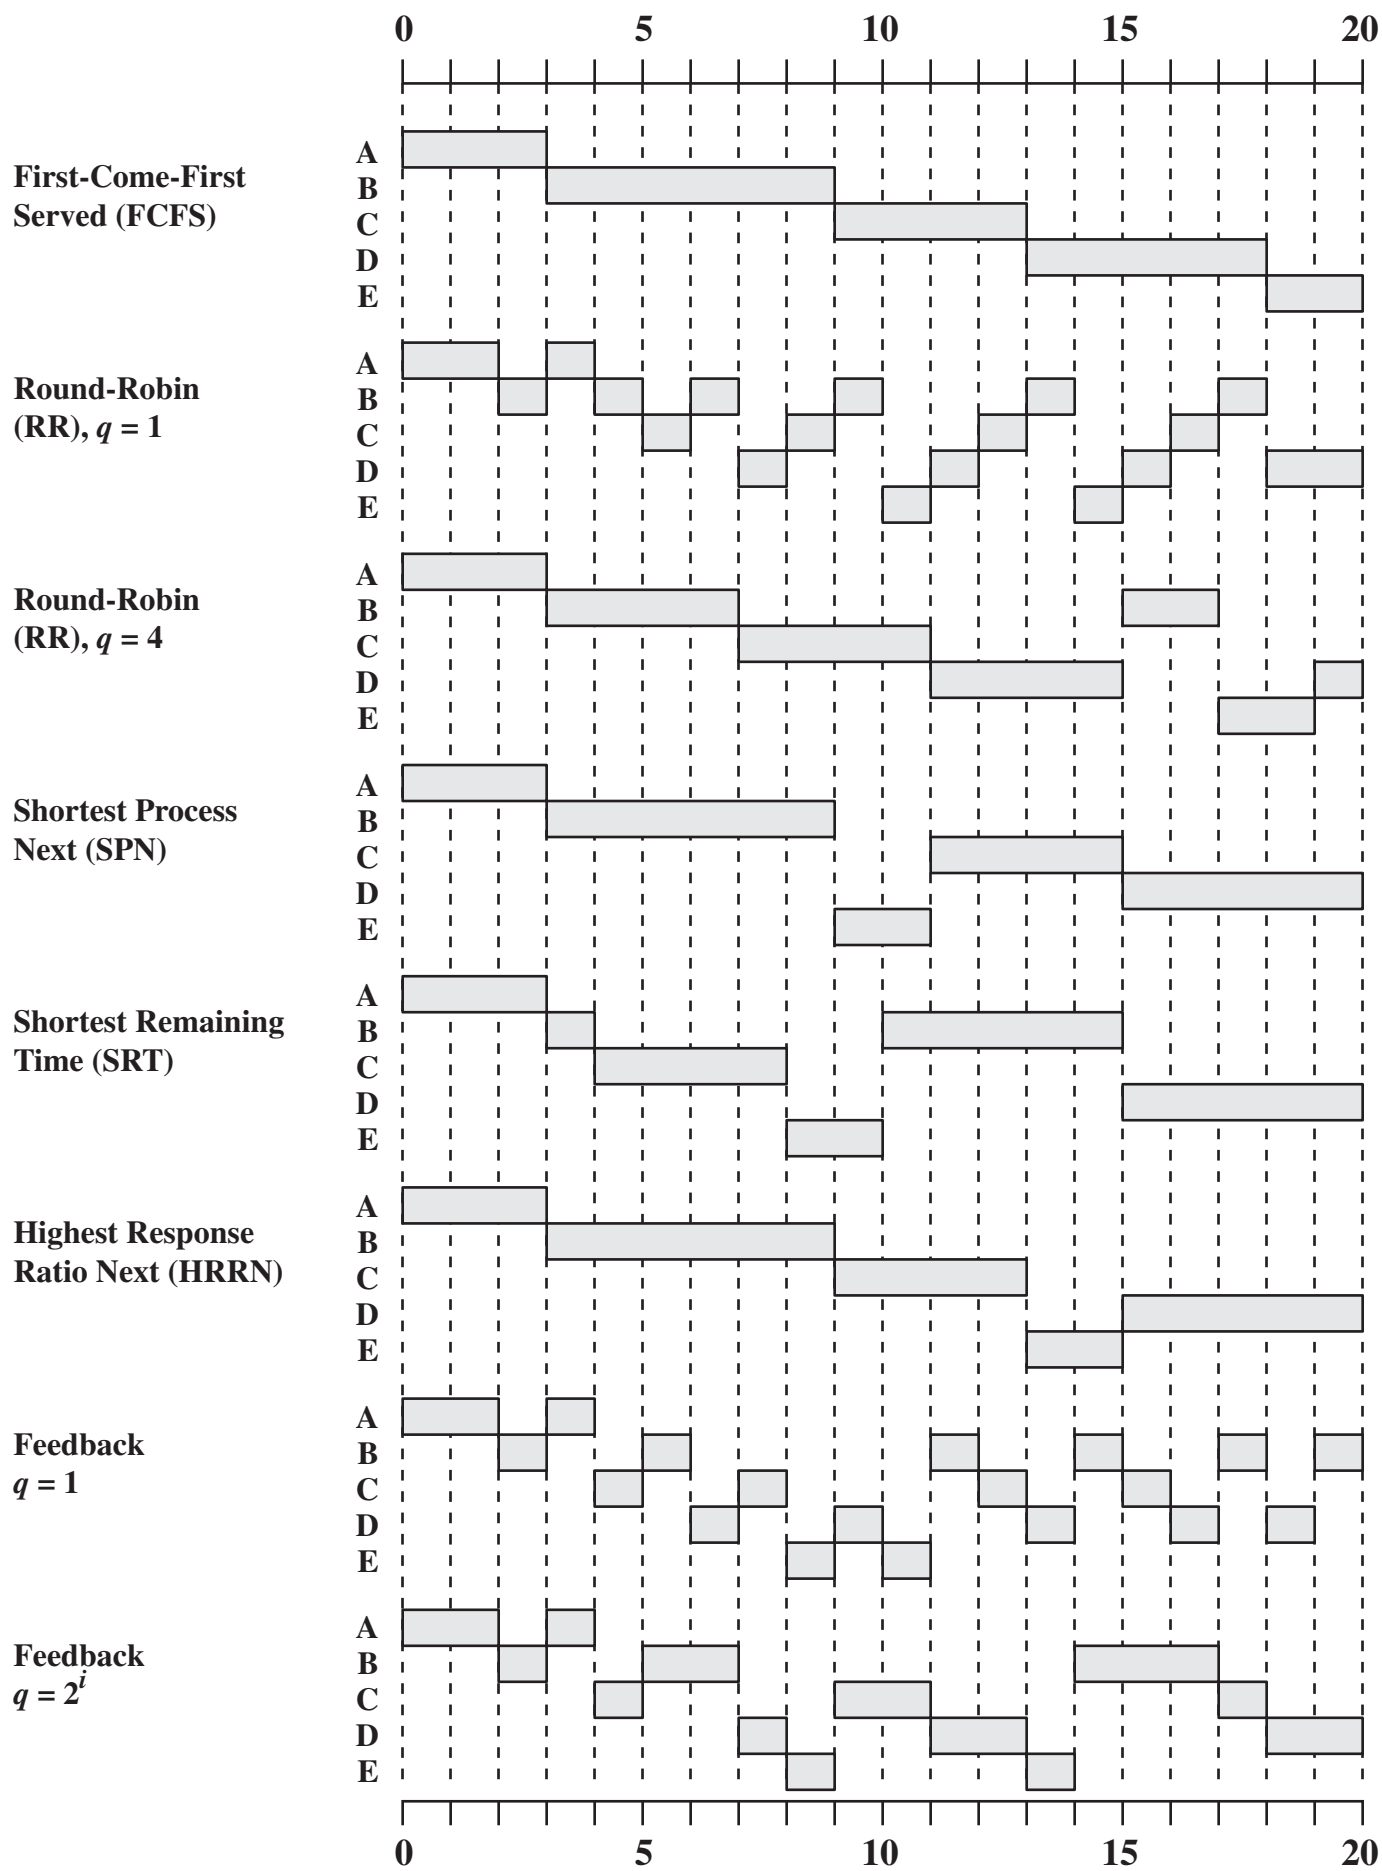 0 5 10 15 20
First-Come-First
Served (FCFS)
A
B
C
D
E
Round-Robin
(RR), q = 1
A
B
C
D
E
Round-Robin
(RR), q = 4
A
B
C
D
E
Shortest Process
Next (SPN)
A
B
C
D
E
Shortest Remaining
Time (SRT)
A
B
C
D
E
Highest Response
Ratio Next (HRRN)
A
B
C
D
E
Feedback
q = 1
A
B
C
D
E
Feedback
q = 2^i
A
B
C
D
E
0 5 10 15 20